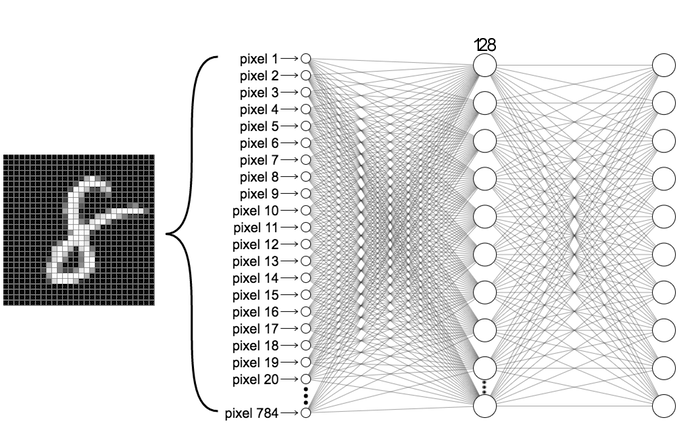 128
pixel 1
pixel 2
pixel 3
pixel 4
pixel 5
pixel 6
pixel 7
pixel 8
pixel 9
pixel 10
pixel 11
pixel 12
pixel 13
pixel 14
pixel 15
pixel 16
pixel 17
pixel 18
pixel 19
pixel 20
pixel 784